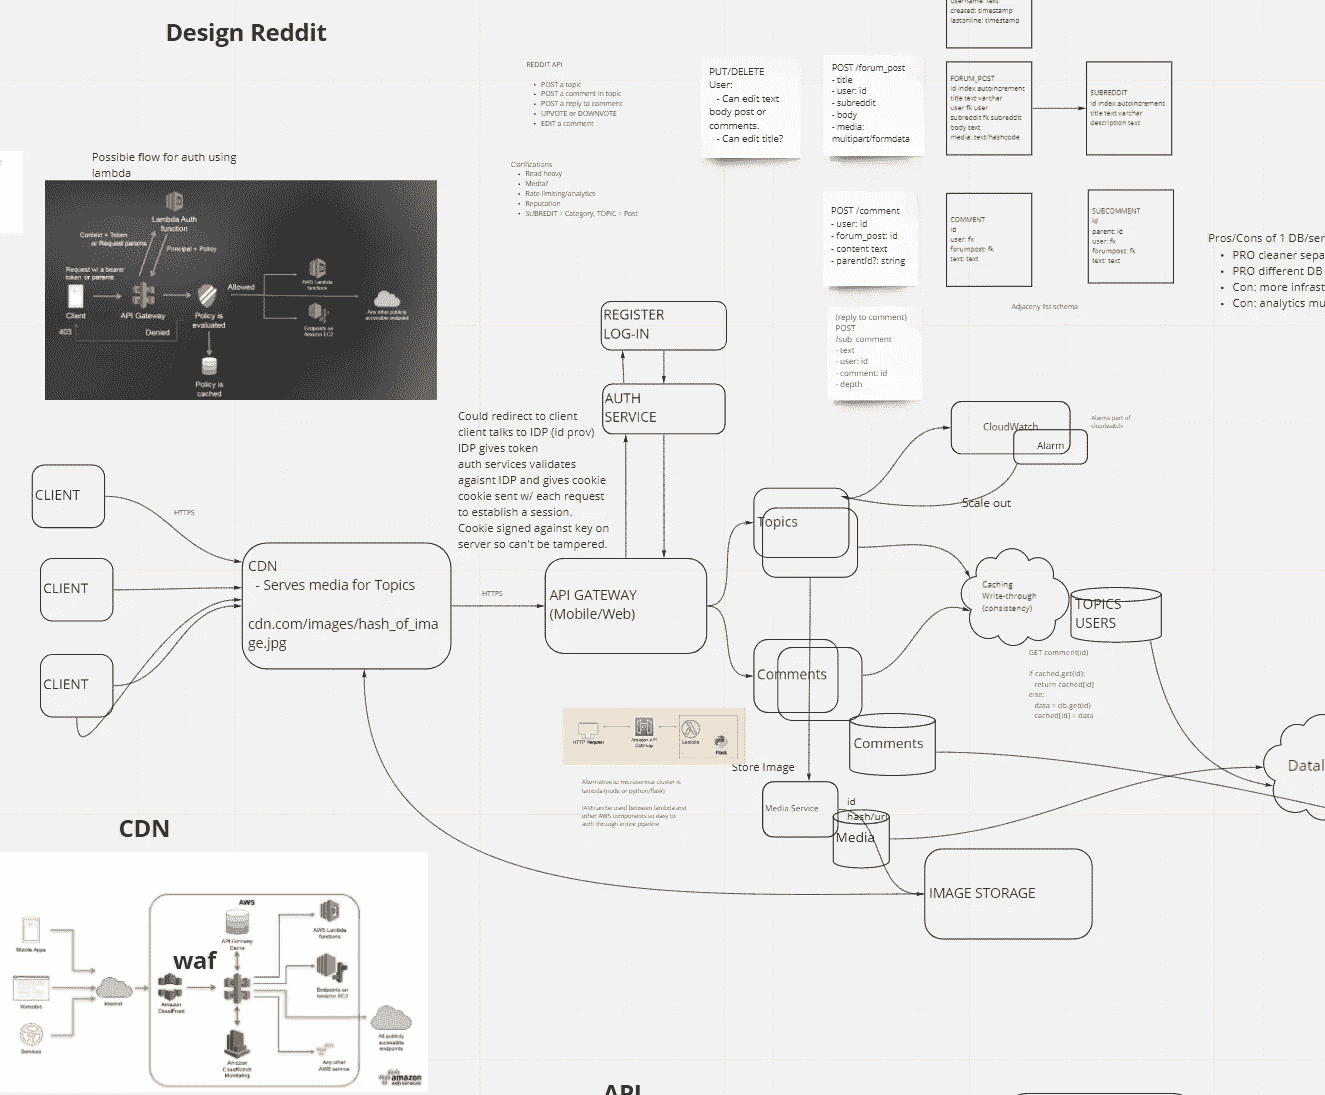 Design Reddit
created: timestamp
lastonline: timestamp
REDDIT API
• POST a topic
• POST a comment in topic
• POST a reply to comment
• UPVOTE or DOWNVOTE
• EDIT a comment
Clarifications
• Read heavy
• Media?
• Rate limiting/analytics
• Reputation
• SUBREDIT = Category, TOPIC = Post
PUT/DELETE
User:
- Can edit text
body post or
comments.
- Can edit title?
POST /forum_post
- title
- user: id
- subreddit
- body
- media:
multipart/formdata
FORUM_POST
id index autoincrement
title text varchar
user fk user
subreddit fk subreddit
body text
media: text/hashcode
SUBREDDIT
id index autoincrement
title text varchar
description text
POST /comment
- user: id
- forum_post: id
- content text
- parentId?: string
COMMENT
id
user: fk
forumpost: fk
text: text
SUBCOMMENT
id
parent: id
user: fk
forumpost: fk
text: text
Adjaceny list schema
Pros/Cons of 1 DB/ser
• PRO cleaner sepa
• PRO different DB
• Con: more infrast
• Con: analytics mu
(reply to comment)
POST
/sub_comment
- text
- user: id
- comment: id
- depth
Possible flow for auth using
lambda
Lambda Auth
function
Context + Token
or Request params
Principal + Policy
Request w/ a bearer
token or params
Client
API Gateway
Policy is
evaluated
Allowed
AWS Lambda
functions
Endpoints on
Amazon EC2
Any other publicly
accessible endpoint
403
Denied
Policy is
cached
REGISTER
LOG-IN
AUTH
SERVICE
Could redirect to client
client talks to IDP (id prov)
IDP gives token
auth services validates
agaisnt IDP and gives cookie
cookie sent w/ each request
to establish a session.
Cookie signed against key on
server so can't be tampered.
CloudWatch
Alarm
Alarms part of
cloudwatch
Scale out
CLIENT
CLIENT
CLIENT
HTTPS
CDN
- Serves media for Topics
cdn.com/images/hash_of_ima
ge.jpg
HTTPS
API GATEWAY
(Mobile/Web)
Topics
Comments
Caching
Write-through
(consistency)
TOPICS
USERS
GET comment(id)
if cached.get(id):
return cached[id]
else:
data = db.get(id)
cached[id] = data
HTTP Request
Amazon API
Gateway
Lambda
Flask
Alternative to microservice cluster is
lambda(node or python/flask)
IAM can be used between lambda and
other AWS components so easy to
auth through entire pipeline
Store Image
Comments
Media Service
id
hash/url
Media
IMAGE STORAGE
Datal
CDN
AWS
waf
Mobile Apps
Websites
Services
Internet
Amazon
CloudFront
API Gateway
Cache
Amazon
CloudWatch
Monitoring
AWS Lambda
functions
Endpoints on
Amazon EC2
Any other
AWS service
All publicly
accessible
endpoints
amazon
web services
API